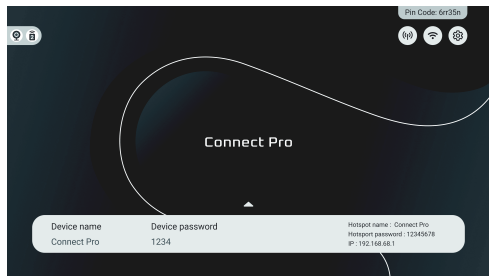 Pin Code: 6rr35n
Connect Pro
Device name
Connect Pro
Device password
1234
Hotspot name : Connect Pro
Hotsport password : 12345678
IP : 192.168.68.1